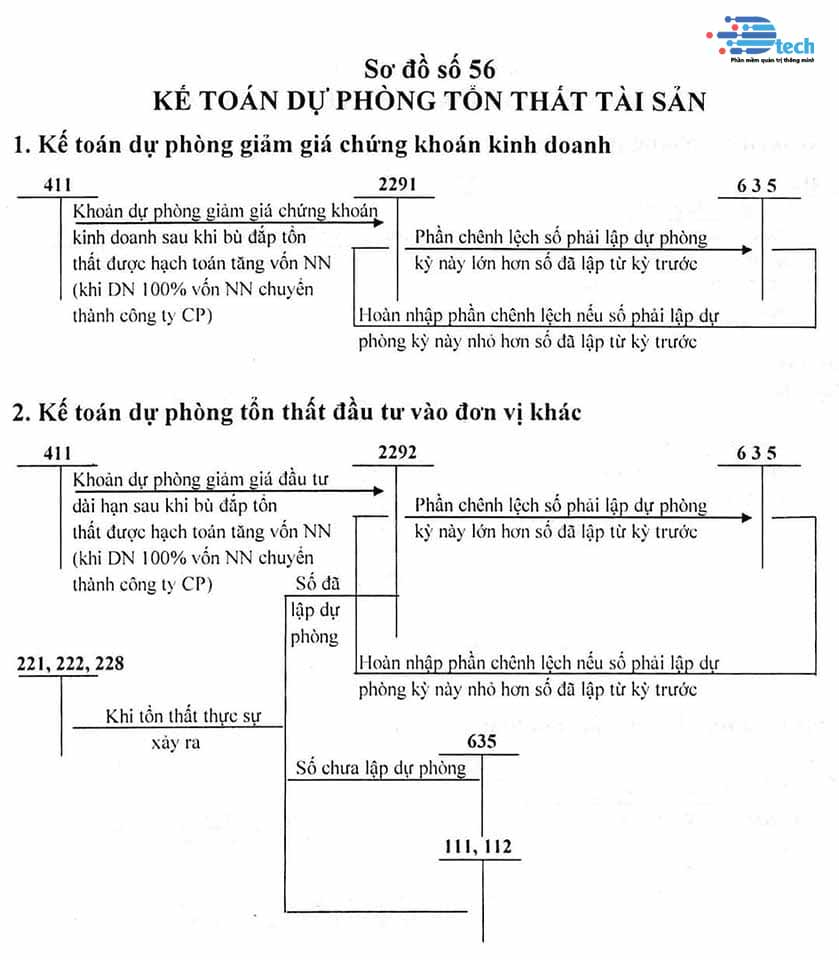 tech
Phần mềm quản trị thông minh
Sơ đồ số 56
KẾ TOÁN DỰ PHÒNG TỔN THẤT TÀI SẢN
1. Kế toán dự phòng giảm giá chứng khoán kinh doanh
411
2291
6 3 5
Khoản dự phòng giảm giá chứng khoán
kinh doanh sau khi bù đắp tổn
thất được hạch toán tăng vốn NN
(khi DN 100% vốn NN chuyển
thành công ty CP)
Phần chênh lệch số phải lập dự phòng
kỳ này lớn hơn số đã lập từ kỳ trước
Hoàn nhập phần chênh lệch nếu số phải lập dự
phòng kỳ này nhỏ hơn số đã lập từ kỳ trước
2. Kế toán dự phòng tổn thất đầu tư vào đơn vị khác
411
2292
6 3 5
Khoản dự phòng giảm giá đầu tư
dài hạn sau khi bù đắp tổn
thất được hạch toán tăng vốn NN
(khi DN 100% vốn NN chuyển
thành công ty CP)
Phần chênh lệch số phải lập dự phòng
kỳ này lớn hơn số đã lập từ kỳ trước
Số đã
lập dự
phòng
Hoàn nhập phần chênh lệch nếu số phải lập dự
phòng kỳ này nhỏ hơn số đã lập từ kỳ trước
221, 222, 228
Khi tổn thất thực sự
xảy ra
635
Số chưa lập dự phòng
111, 112